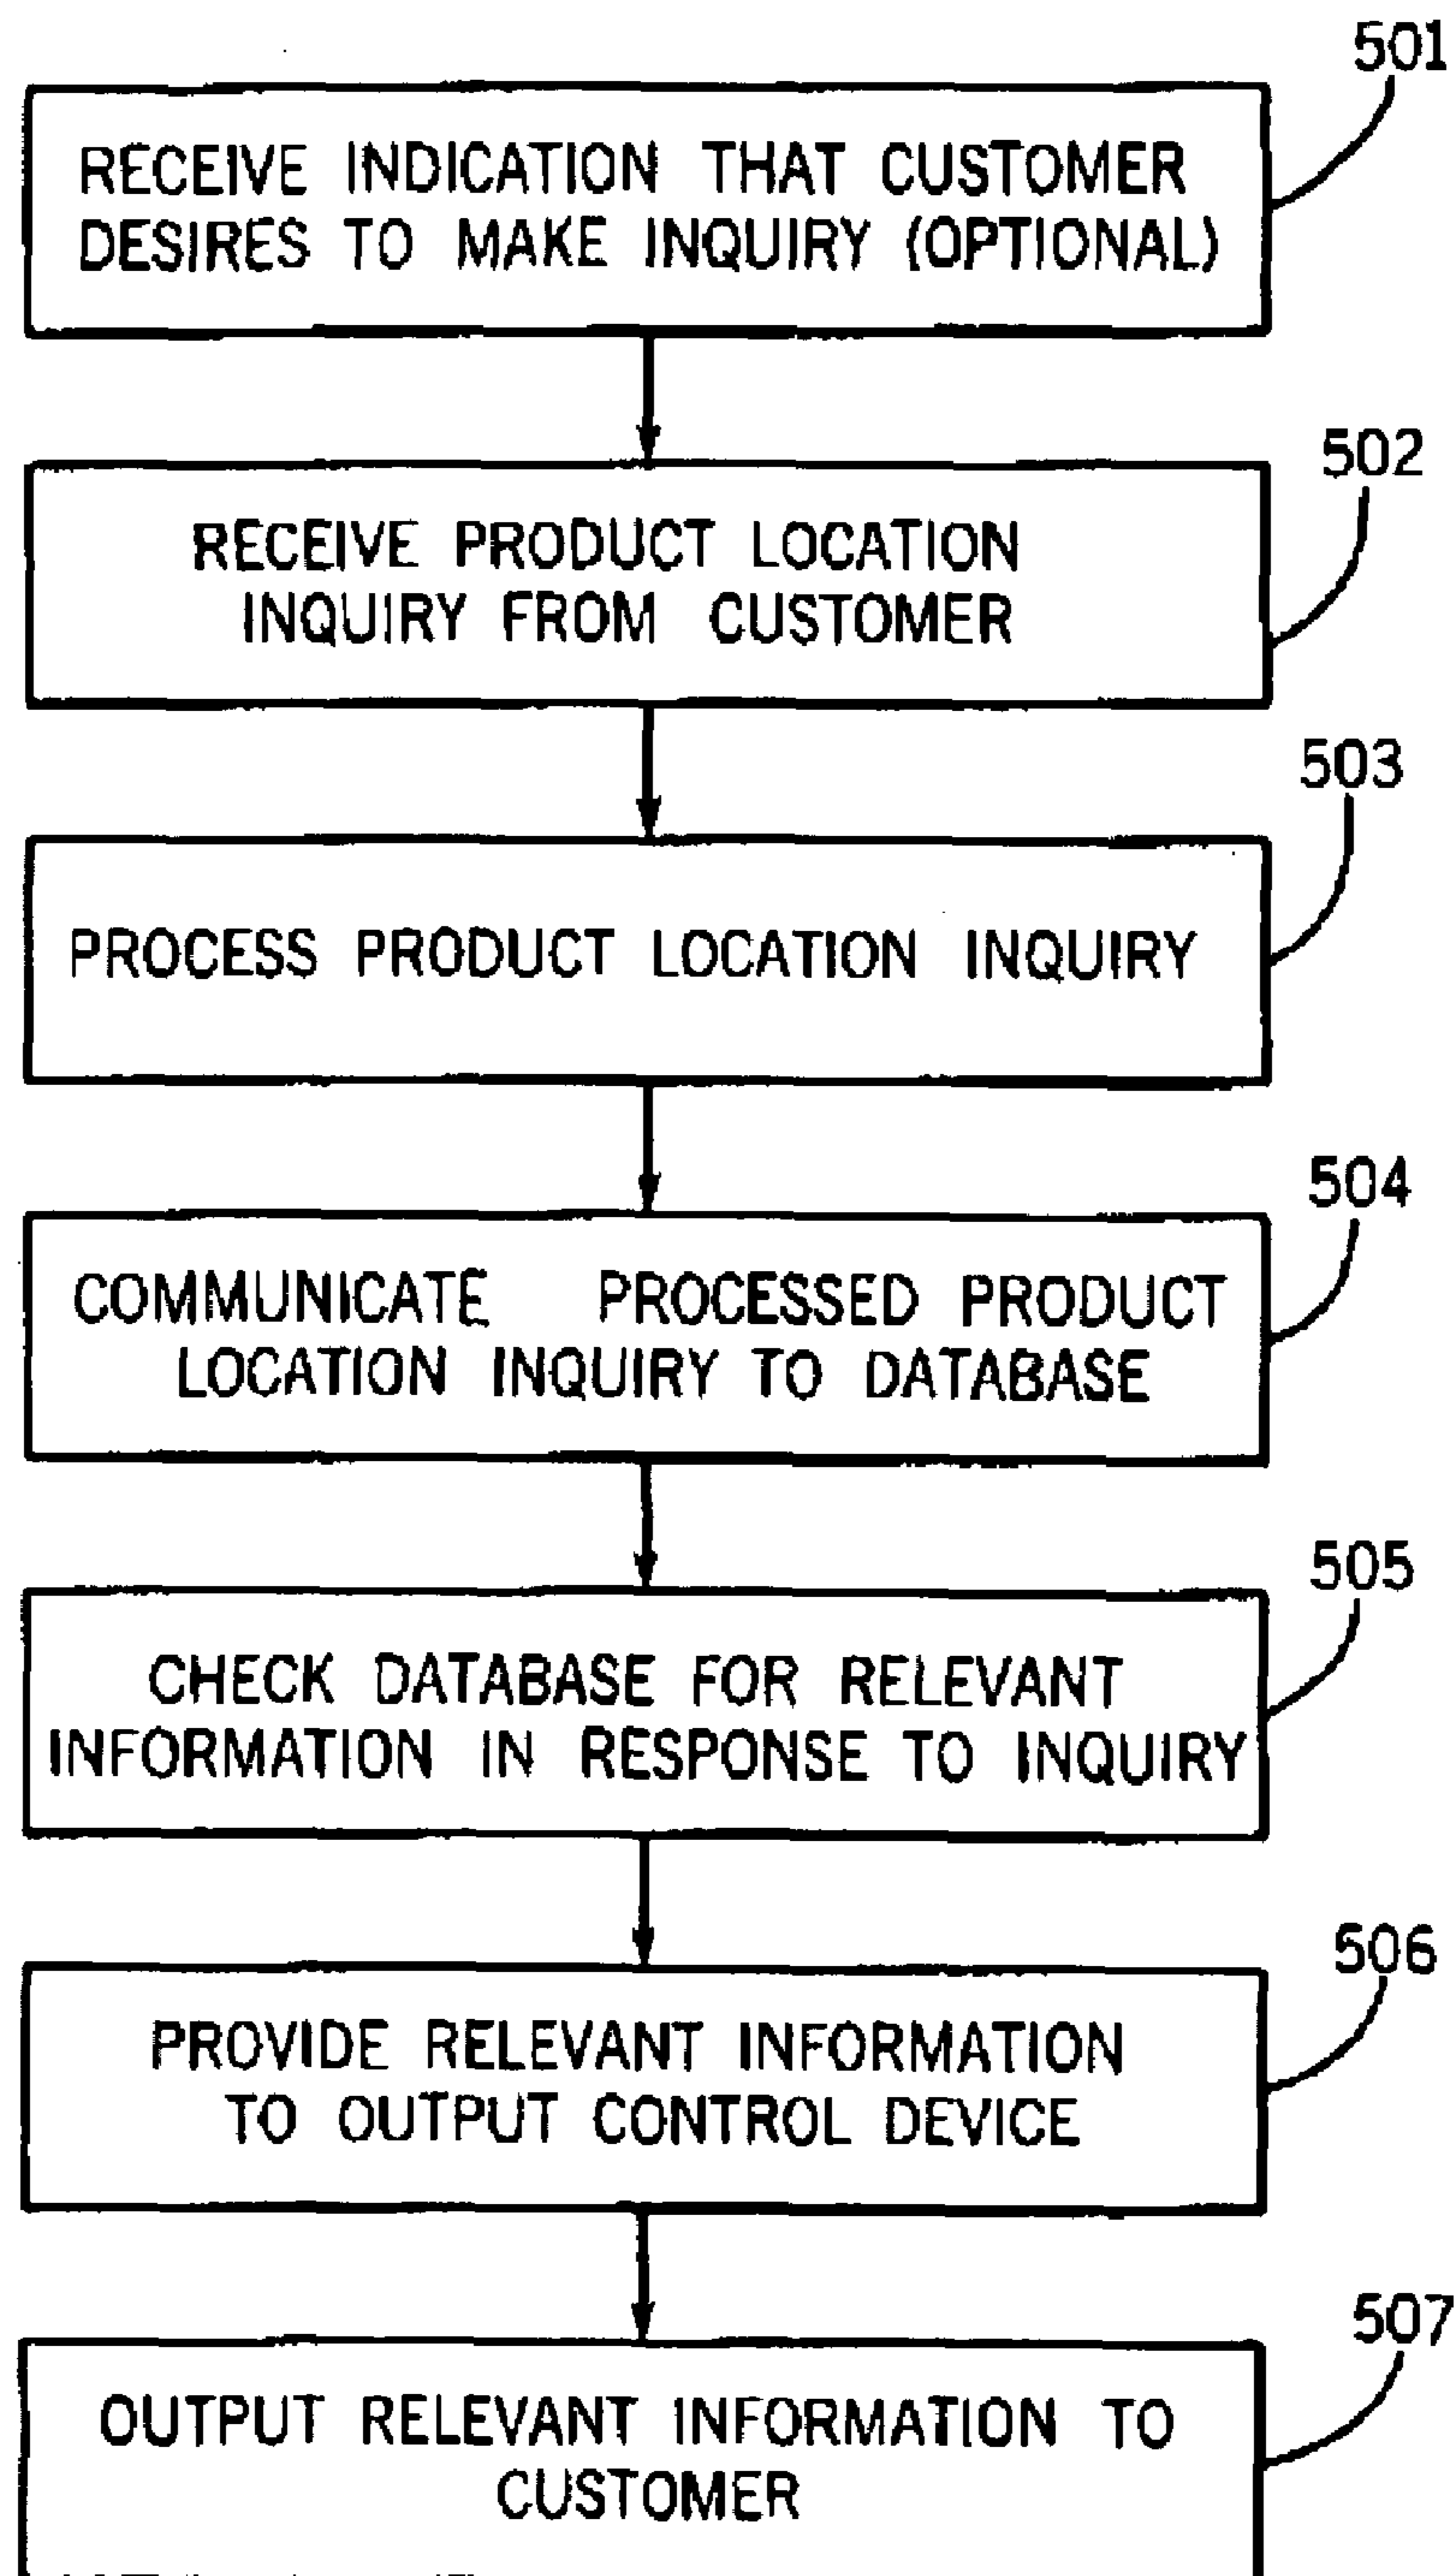 501
RECEIVE INDICATION THAT CUSTOMER
DESIRES TO MAKE INQUIRY (OPTIONAL)
502
RECEIVE PRODUCT LOCATION
INQUIRY FROM CUSTOMER
503
PROCESS PRODUCT LOCATION INQUIRY
504
COMMUNICATE PROCESSED PRODUCT
LOCATION INQUIRY TO DATABASE
505
CHECK DATABASE FOR RELEVANT
INFORMATION IN RESPONSE TO INQUIRY
506
PROVIDE RELEVANT INFORMATION
TO OUTPUT CONTROL DEVICE
507
OUTPUT RELEVANT INFORMATION TO
CUSTOMER